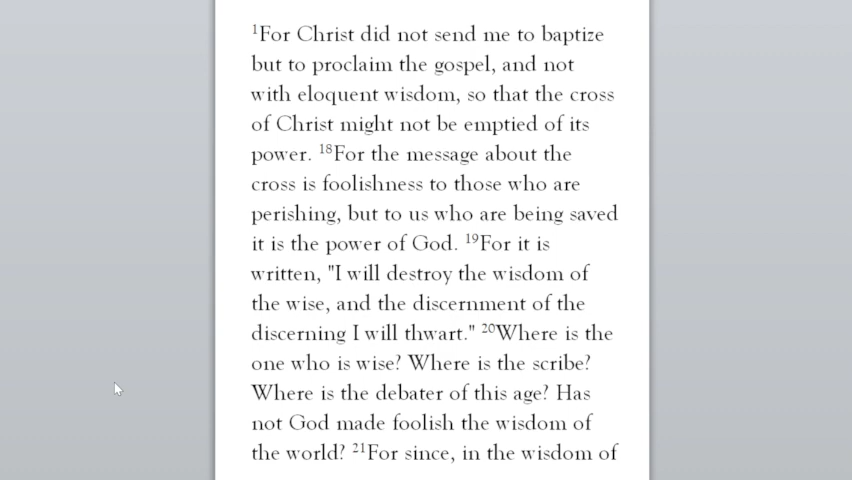 ¹For Christ did not send me to baptize
but to proclaim the gospel, and not
with eloquent wisdom, so that the cross
of Christ might not be emptied of its
power. ¹⁸For the message about the
cross is foolishness to those who are
perishing, but to us who are being saved
it is the power of God. ¹⁹For it is
written, "I will destroy the wisdom of
the wise, and the discernment of the
discerning I will thwart." ²⁰Where is the
one who is wise? Where is the scribe?
Where is the debater of this age? Has
not God made foolish the wisdom of
the world? ²¹For since, in the wisdom of